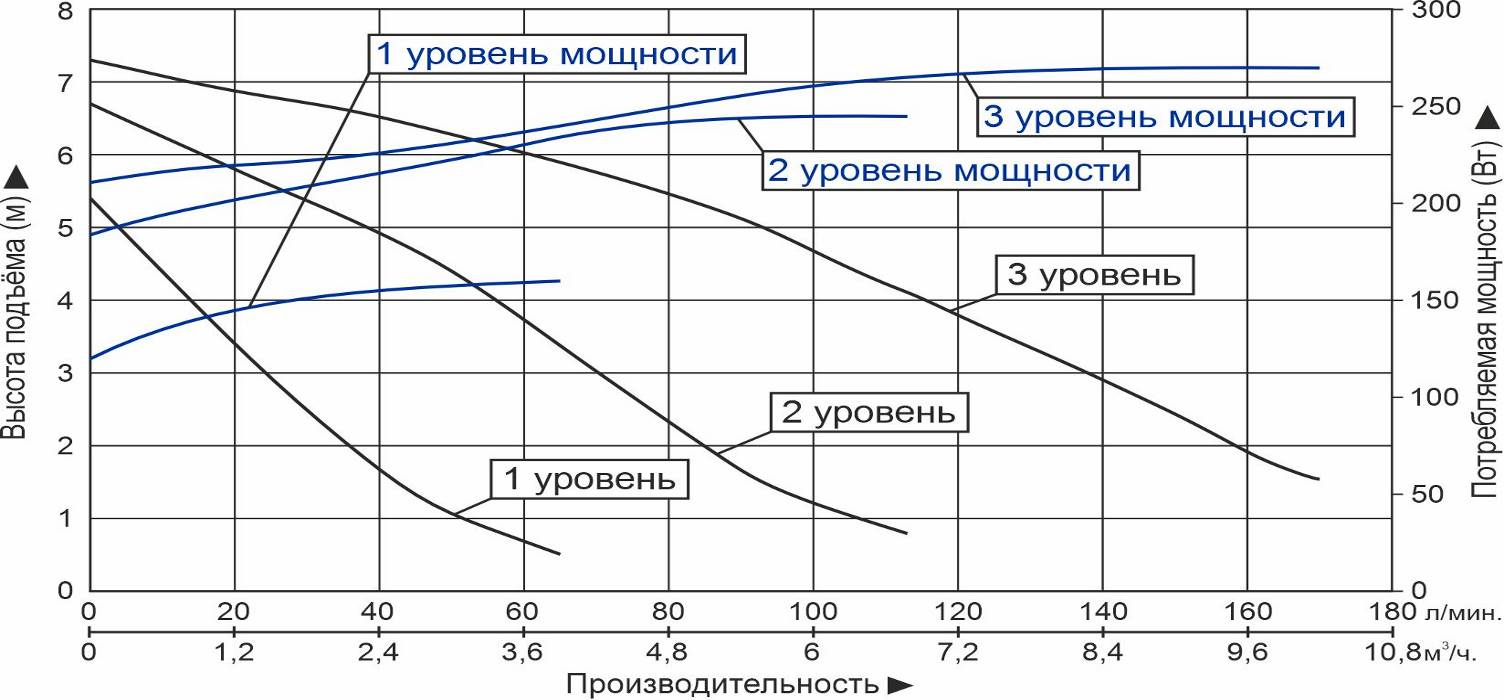 Высота подъёма (м)
8
7
6
5
4
3
2
1
0
1 уровень мощности
3 уровень мощности
2 уровень мощности
3 уровень
2 уровень
1 уровень
300
250
200
150
100
50
0
Потребляемая мощность (Вт)
0 20 40 60 80 100 120 140 160 180 л/мин.
0 1,2 2,4 3,6 4,8 6 7,2 8,4 9,6 10,8 м³/ч.
Производительность